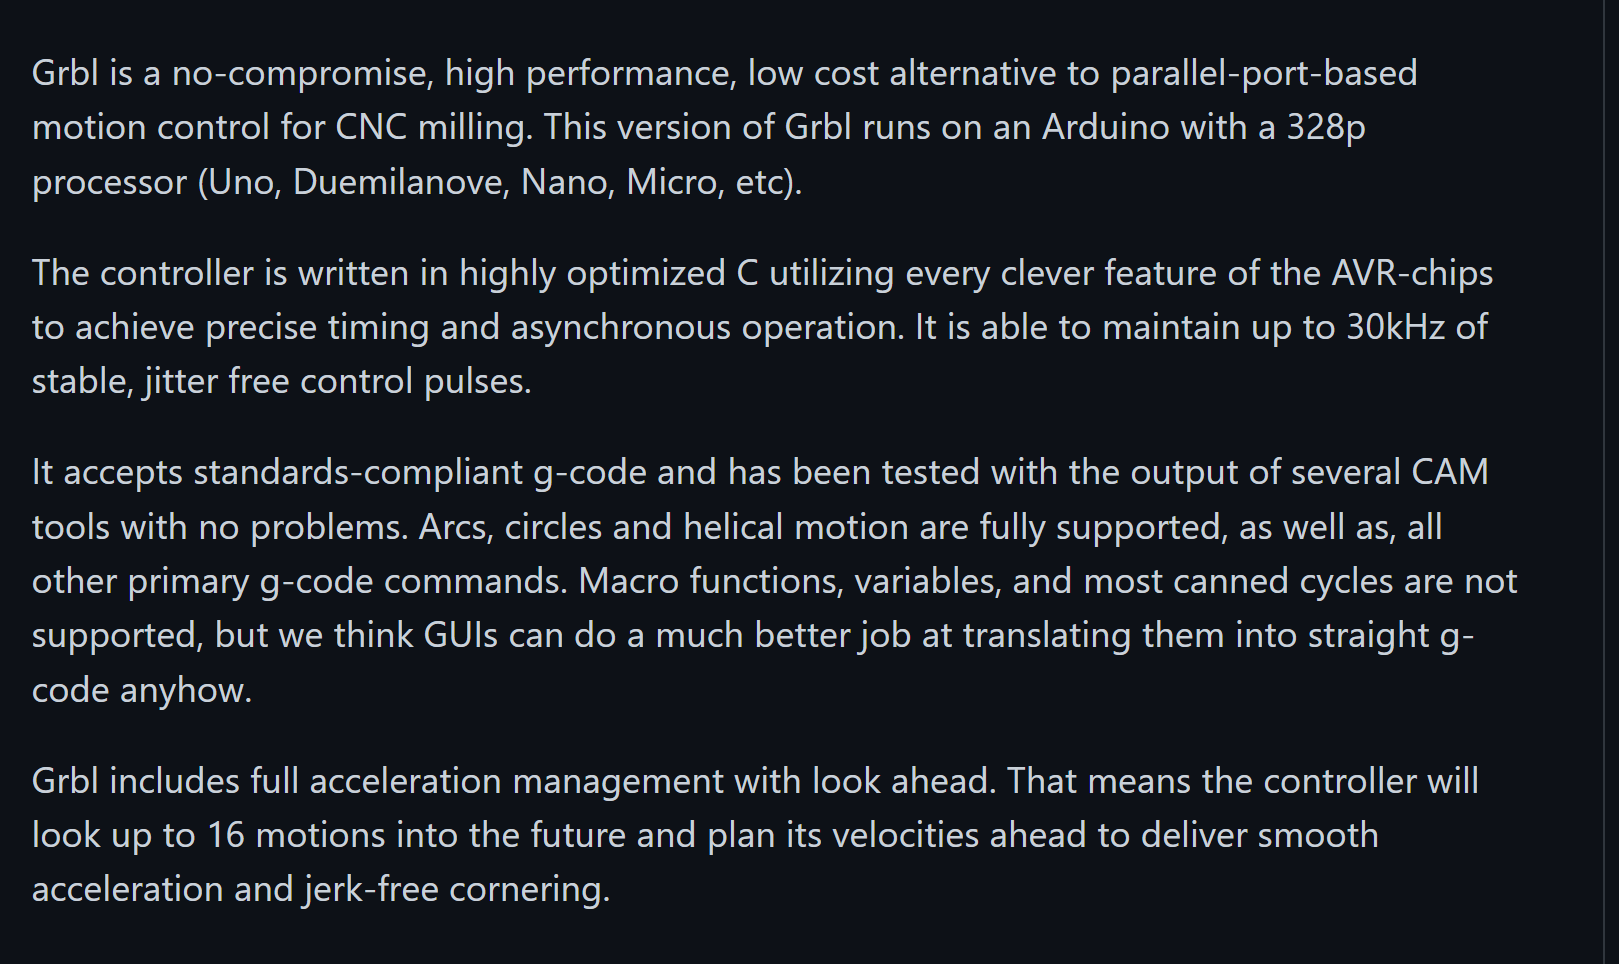 Grbl is a no-compromise, high performance, low cost alternative to parallel-port-based
motion control for CNC milling. This version of Grbl runs on an Arduino with a 328p
processor (Uno, Duemilanove, Nano, Micro, etc).
The controller is written in highly optimized C utilizing every clever feature of the AVR-chips
to achieve precise timing and asynchronous operation. It is able to maintain up to 30kHz of
stable, jitter free control pulses.
It accepts standards-compliant g-code and has been tested with the output of several CAM
tools with no problems. Arcs, circles and helical motion are fully supported, as well as, all
other primary g-code commands. Macro functions, variables, and most canned cycles are not
supported, but we think GUIs can do a much better job at translating them into straight g-
code anyhow.
Grbl includes full acceleration management with look ahead. That means the controller will
look up to 16 motions into the future and plan its velocities ahead to deliver smooth
acceleration and jerk-free cornering.